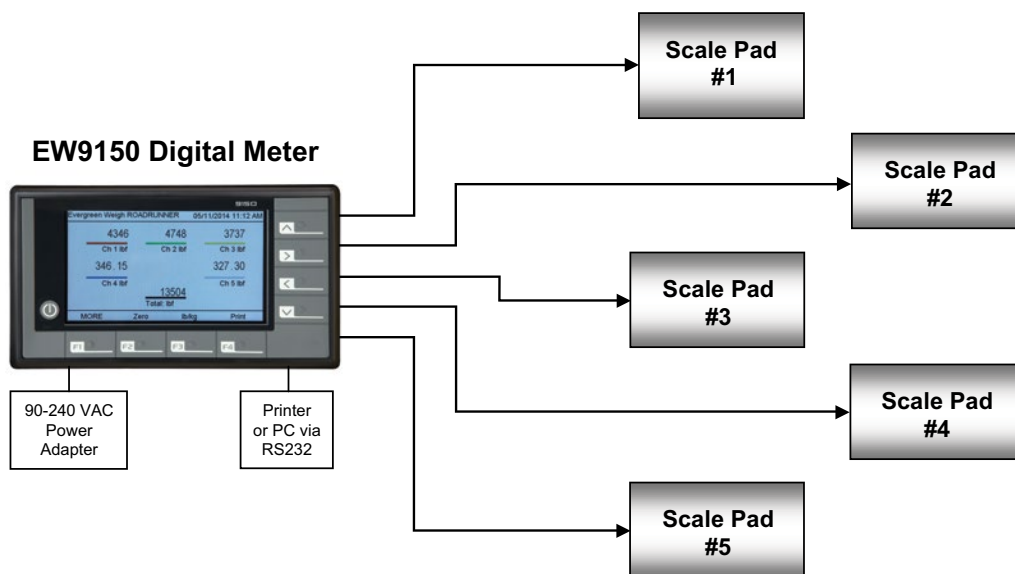 Scale Pad
#1
EW9150 Digital Meter
Scale Pad
#2
9150
Evergreen Weigh ROADRUNNER 05/11/2014 11:12 AM
4346 4748 3737
Ch 1 lbf Ch 2 lbf Ch 3 lbf
346.15 327.30
Ch 4 lbf Ch 5 lbf
13504
Total: lbf
MORE Zero lb/kg Print
F1 F2 F3 F4
Scale Pad
#3
90-240 VAC
Power
Adapter
Printer
or PC via
RS232
Scale Pad
#4
Scale Pad
#5